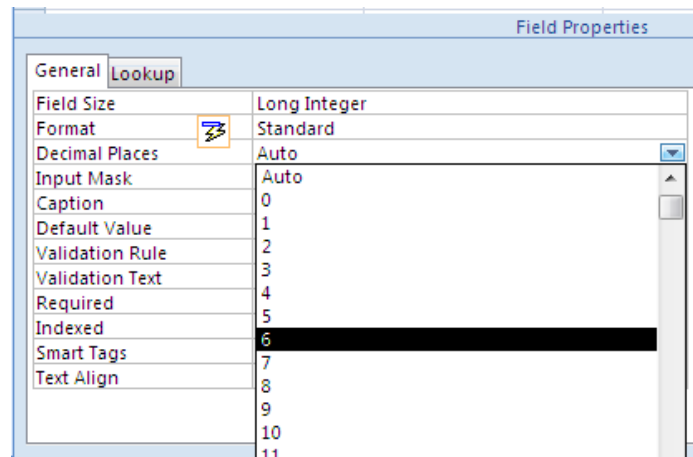 Field Properties
General Lookup
Field Size Long Integer
Format Standard
Decimal Places Auto
Input Mask Auto
Caption 0
Default Value 1
Validation Rule 2
Validation Text 3
Required 4
Indexed 5
Smart Tags 6
Text Align 7
8
9
10
11